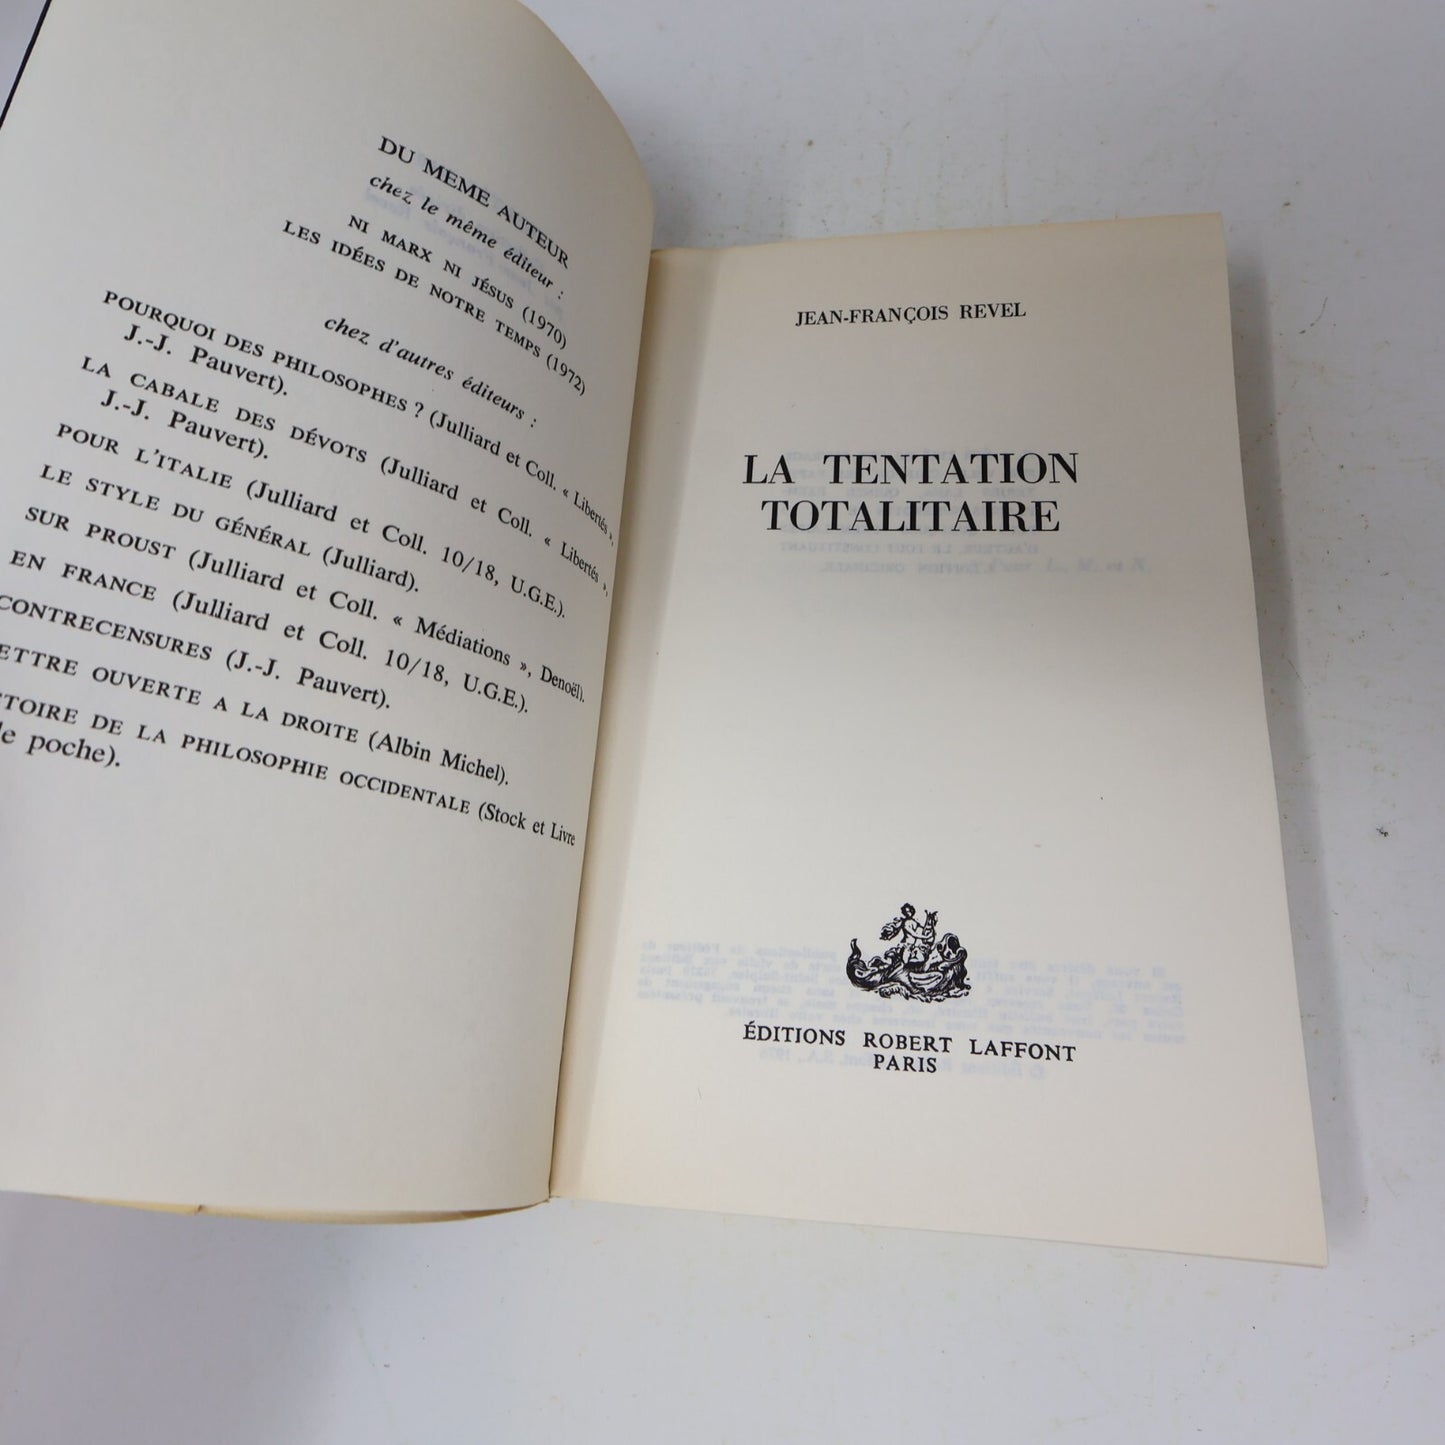 DU MEME AUTEUR
chez le même éditeur :
NI MARX NI JÉSUS (1970)
LES IDÉES DE NOTRE TEMPS (1972)
chez d'autres éditeurs :
POURQUOI DES PHILOSOPHES ? (Julliard et Coll. « Libertés »,
J.-J. Pauvert).
LA CABALE DES DÉVOTS (Julliard et Coll. « Libertés »,
J.-J. Pauvert).
POUR L'ITALIE (Julliard et Coll. 10/18, U.G.E.).
LE STYLE DU GÉNÉRAL (Julliard).
SUR PROUST (Julliard et Coll. « Médiations », Denoël).
EN FRANCE (Julliard et Coll. 10/18, U.G.E.).
CONTRECENSURES (J.-J. Pauvert).
ETTRE OUVERTE A LA DROITE (Albin Michel).
TOIRE DE LA PHILOSOPHIE OCCIDENTALE (Stock et Livre
de poche).
JEAN-FRANÇOIS REVEL
LA TENTATION
TOTALITAIRE
ÉDITIONS ROBERT LAFFONT
PARIS